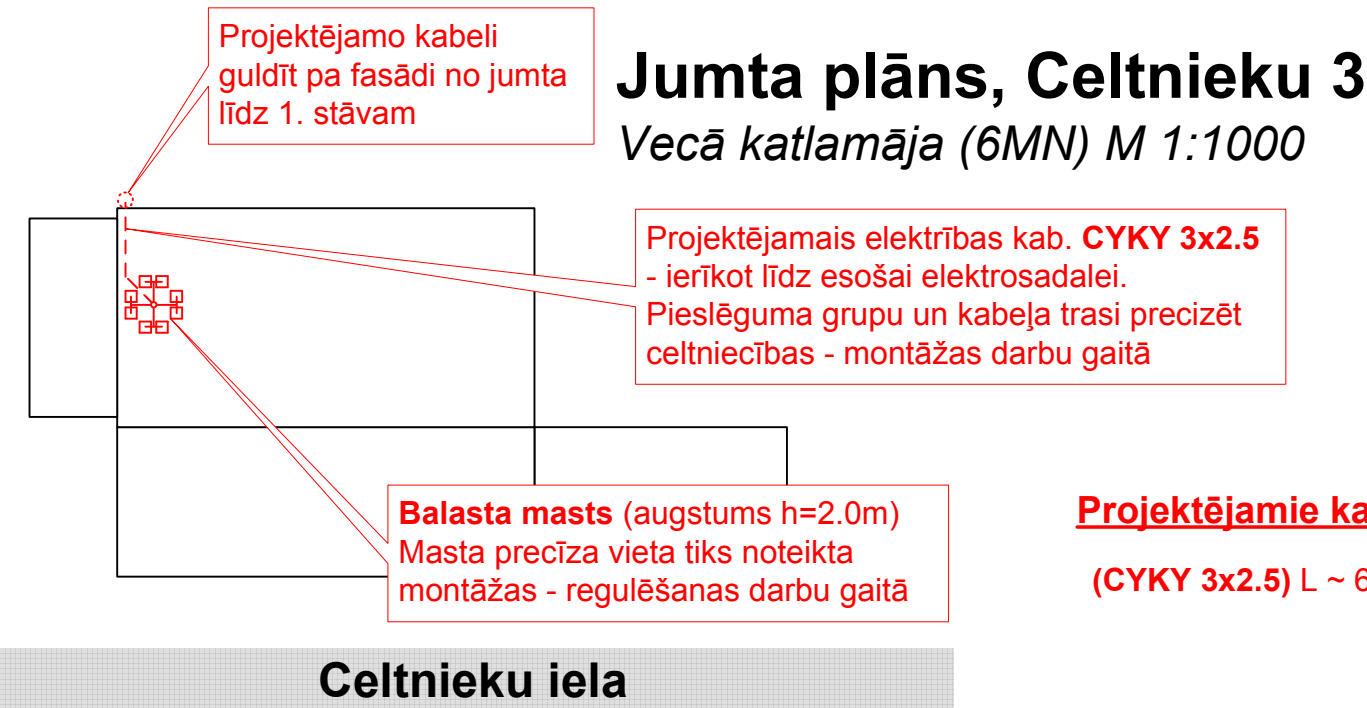 Projektējamo kabeli
guldīt pa fasādi no jumta
līdz 1. stāvam
Jumta plāns, Celtnieku 3
Vecā katlamāja (6MN) M 1:1000
Projektējamais elektrības kab. CYKY 3x2.5
- ierīkot līdz esošai elektrosadalei.
Pieslēguma grupu un kabeļa trasi precizēt
celtniecības - montāžas darbu gaitā
Balasta masts (augstums h=2.0m)
Masta precīza vieta tiks noteikta
montāžas - regulēšanas darbu gaitā
Projektējamie
(CYKY 3x2.5) L ~
Celtnieku iela